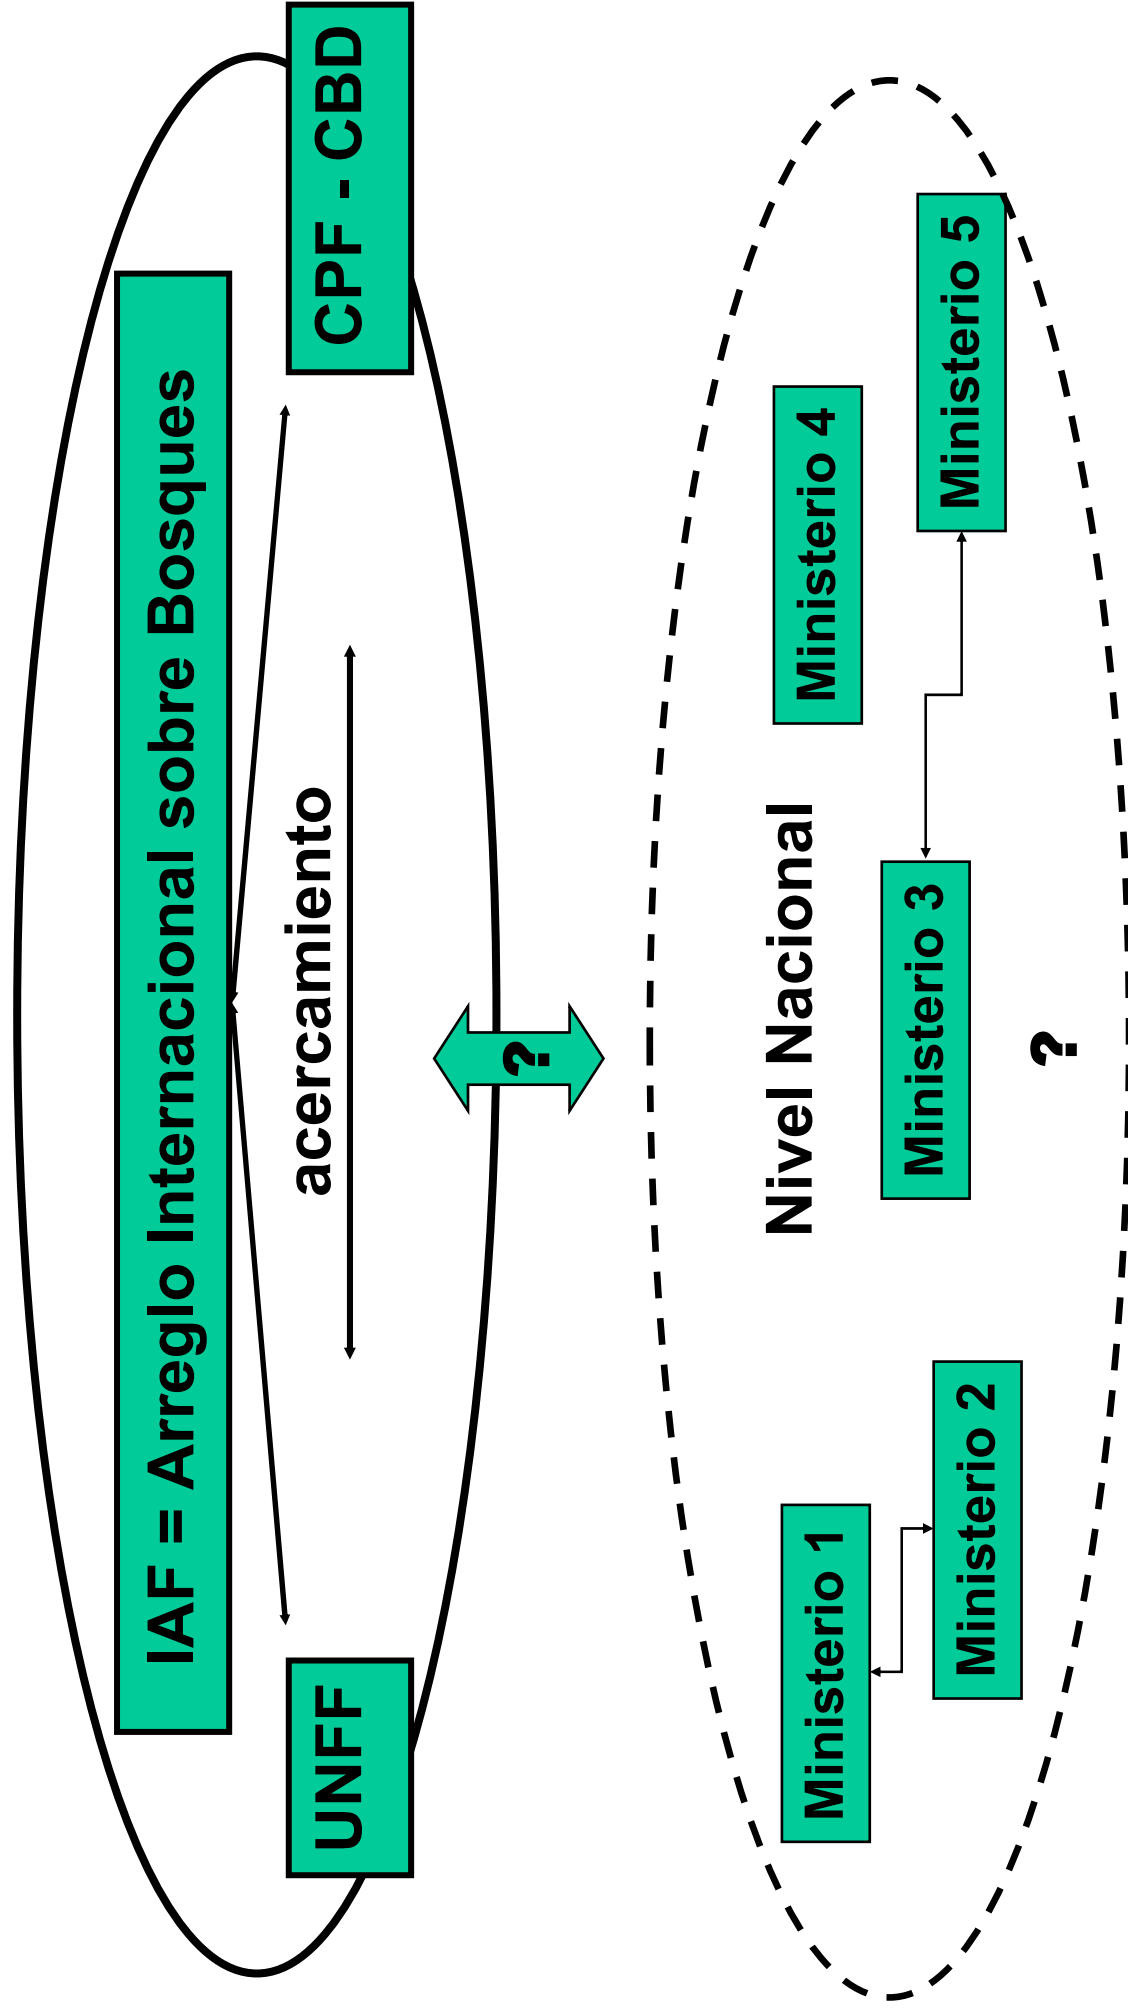 IAF = Arreglo Internacional sobre Bosques
UNFF
CPF - CBD
acercamiento
?
Nivel Nacional
Ministerio 1
Ministerio 4
Ministerio 3
Ministerio 2
Ministerio 5
?